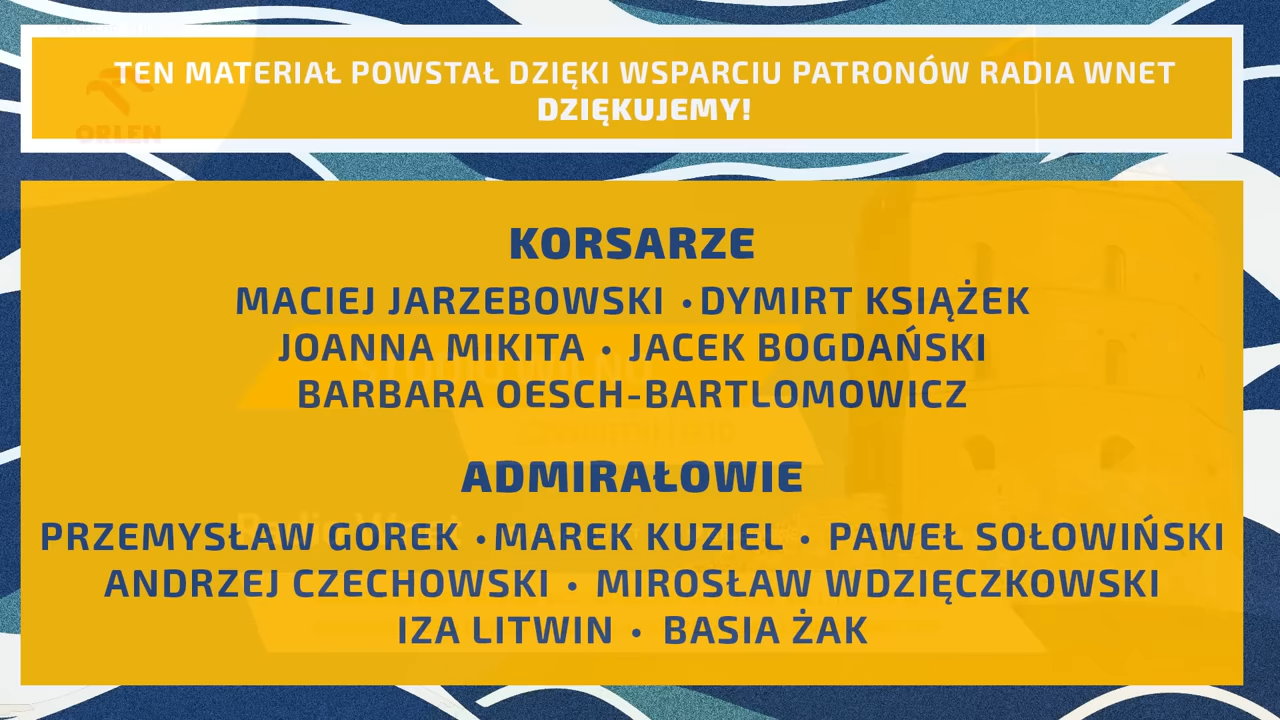 TEN MATERIAŁ POWSTAŁ DZIĘKI WSPARCIU PATRONÓW RADIA WNET
DZIĘKUJEMY!
ORLEN
KORSARZE
MACIEJ JARZEBOWSKI • DYMIRT KSIĄŻEK
JOANNA MIKITA • JACEK BOGDAŃSKI
BARBARA OESCH-BARTLOMOWICZ
ADMIRAŁOWIE
PRZEMYSŁAW GOREK • MAREK KUZIEL • PAWEŁ SOŁOWIŃSKI
ANDRZEJ CZECHOWSKI • MIROSŁAW WDZIĘCZKOWSKI
IZA LITWIN • BASIA ŻAK